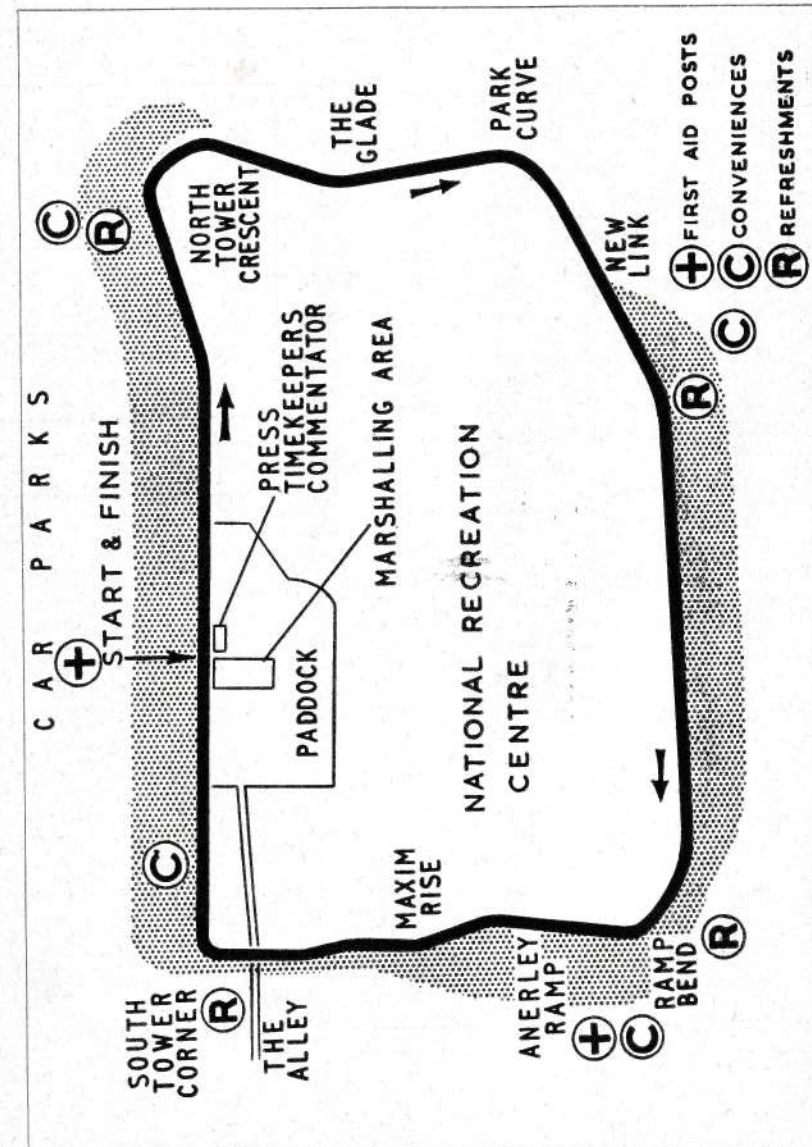 CAR PARKS
C
R
+
START & FINISH
C
SOUTH
TOWER
CORNER
R
THE
ALLEY
NORTH
TOWER
CRESCENT
THE
GLADE
PARK
CURVE
PRESS
TIMEKEEPERS
COMMENTATOR
MARSHALLING AREA
PADDOCK
NATIONAL RECREATION
CENTRE
MAXIM
RISE
ANERLEY
RAMP
+
C
RAMP
BEND
R
NEW
LINK
R
C
+ FIRST AID POSTS
C CONVENIENCES
R REFRESHMENTS